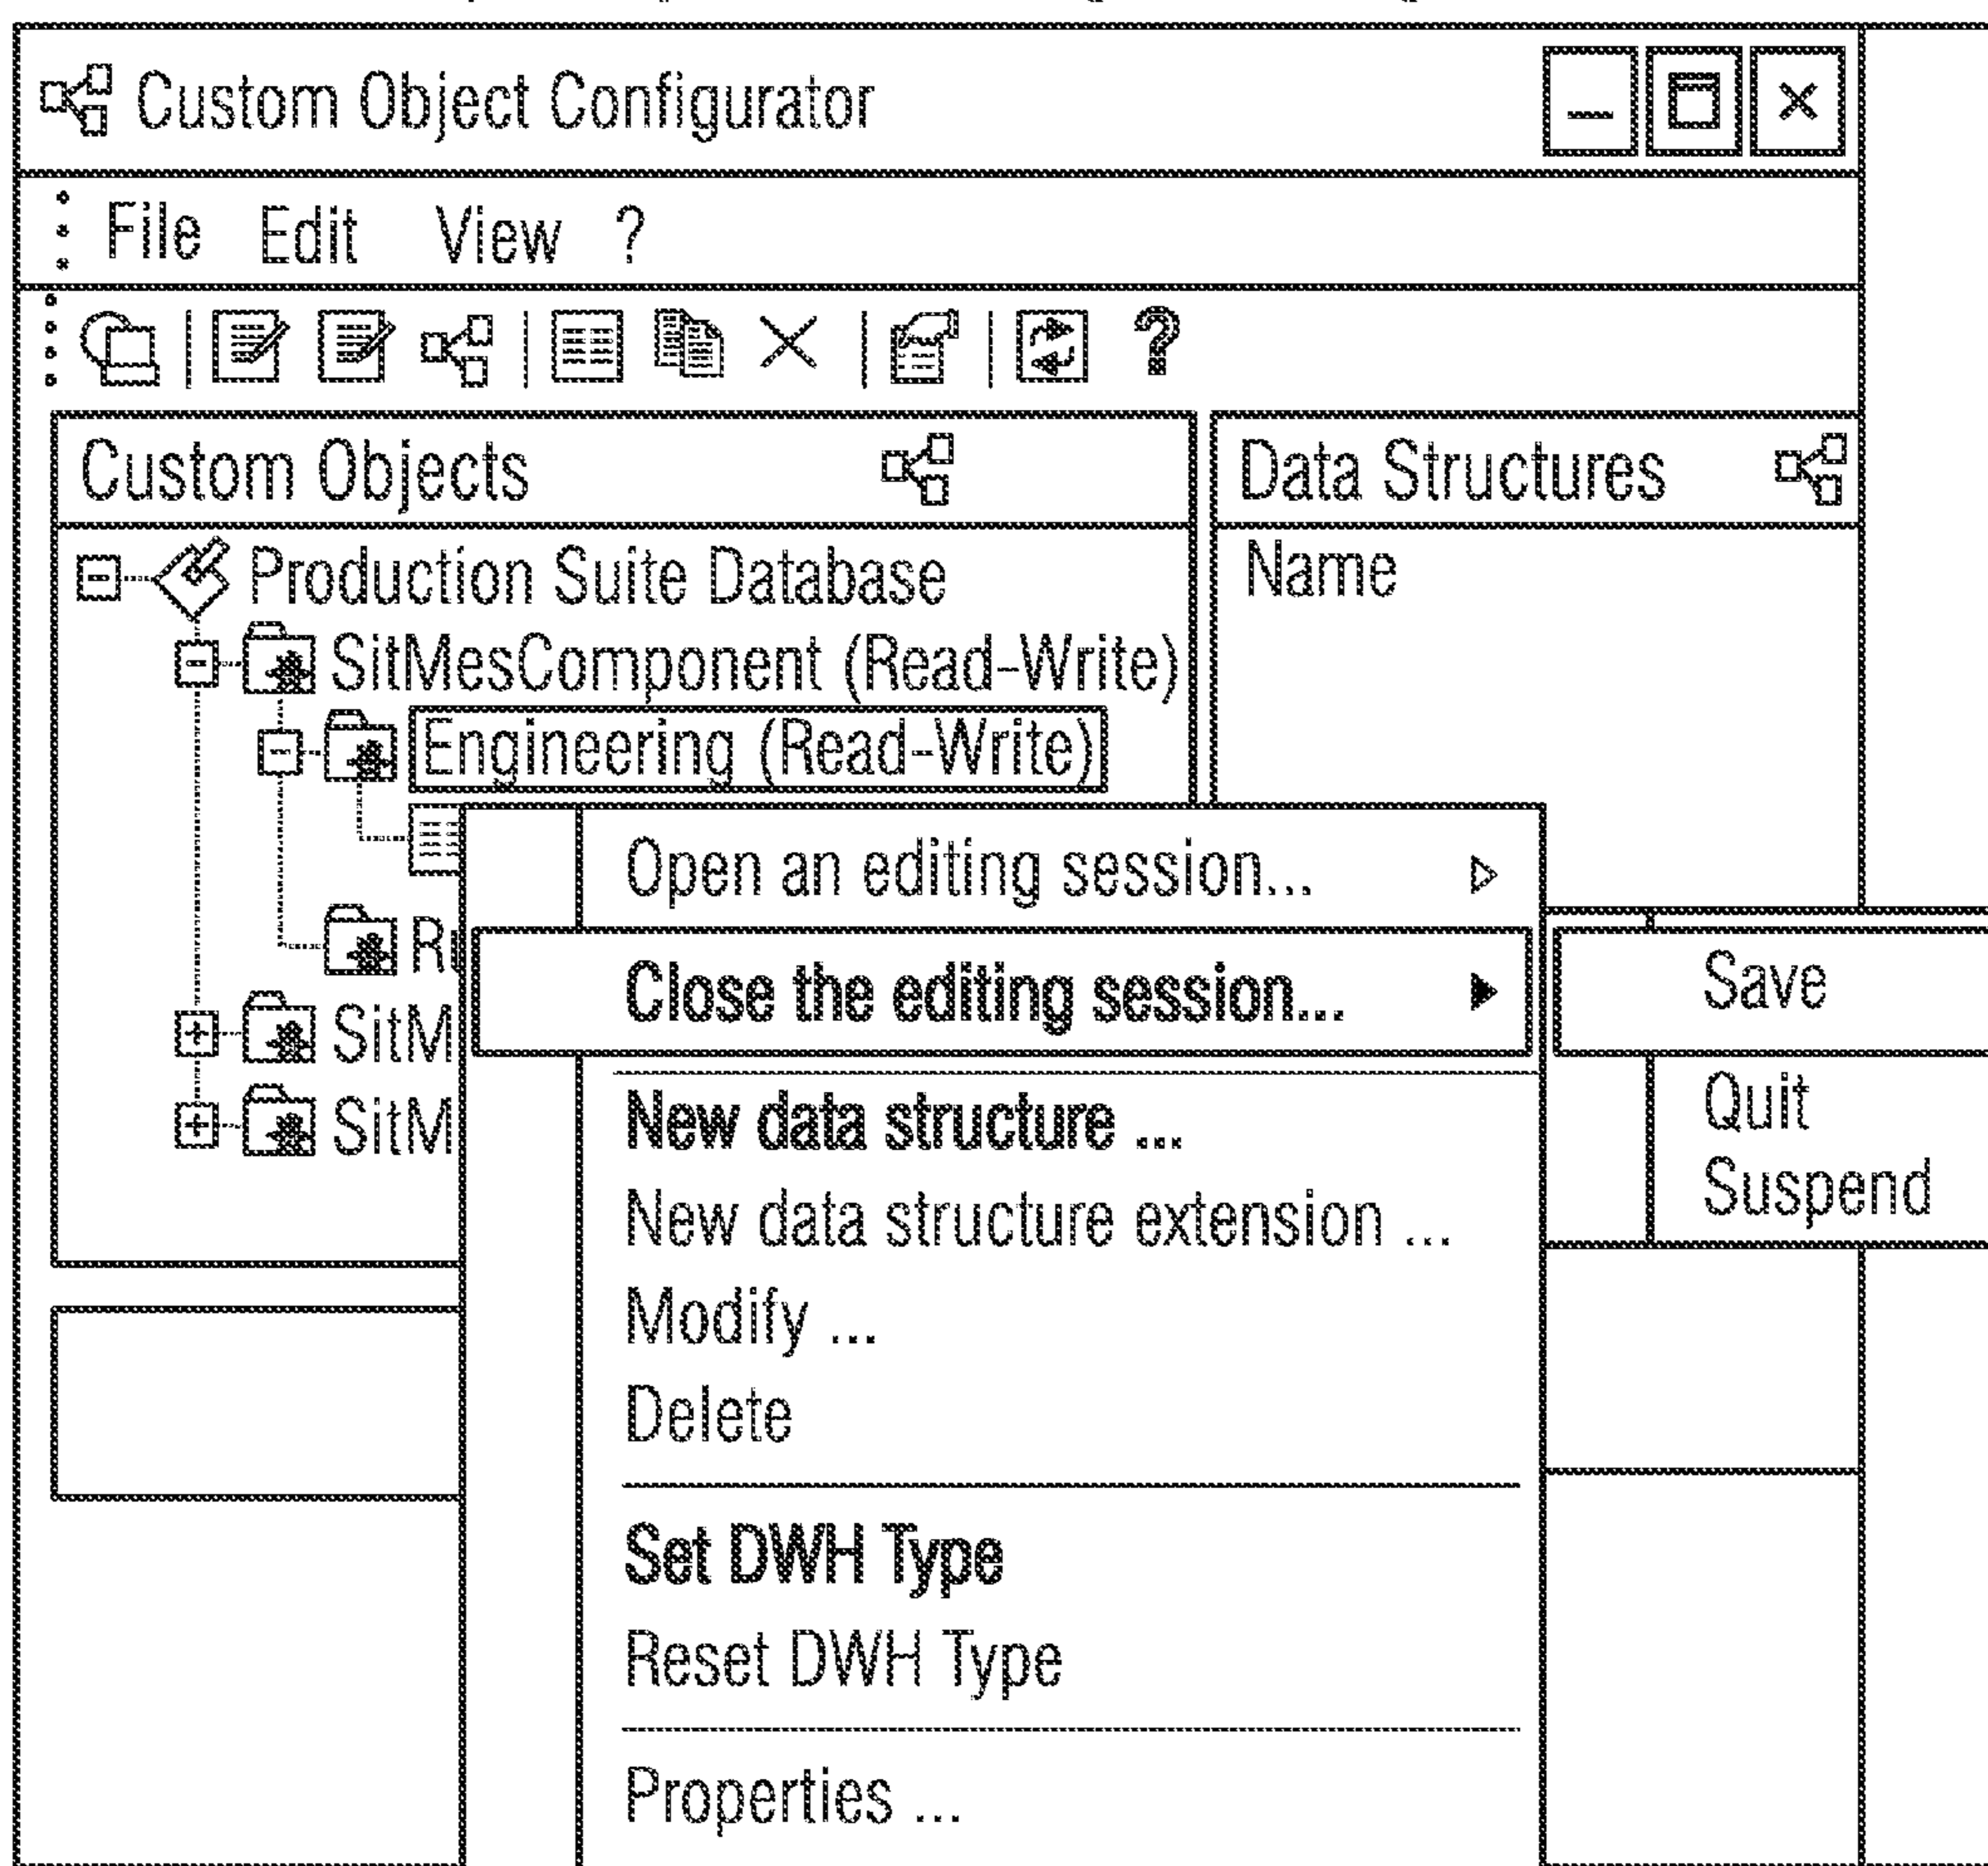 Custom Object Configurator
File Edit View ?
Custom Objects
Data Structures
Production Suite Database
Name
SitMesComponent (Read-Write)
Engineering (Read-Write)
Open an editing session...
Close the editing session...
Save
Quit
Suspend
SitM
SitM
New data structure ...
New data structure extension ...
Modify ...
Delete
Set DWH Type
Reset DWH Type
Properties ...